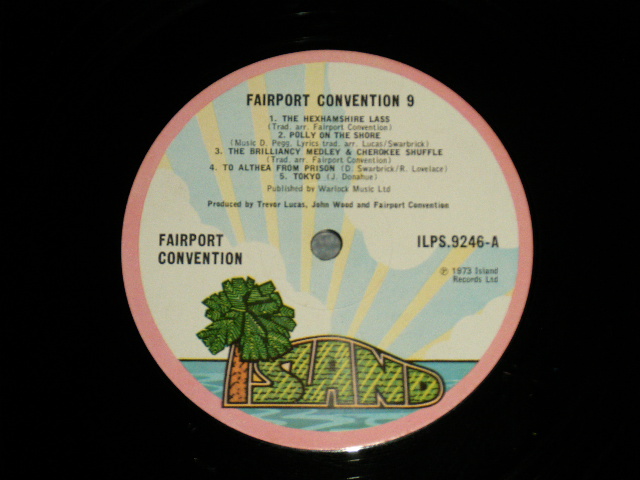 FAIRPORT CONVENTION 9
1. THE HEXHAMSHIRE LASS
(Trad. arr. Fairport Convention)
2. POLLY ON THE SHORE
(Music D. Pegg. Lyrics trad. arr. Lucas/Swarbrick)
3. THE BRILLIANCY MEDLEY & CHEROKEE SHUFFLE
(Trad. arr. Fairport Convention)
4. TO ALTHEA FROM PRISON (D. Swarbrick/R. Lovelace)
5. TOKYO (J. Donahue)
Published by Warlock Music Ltd
Produced by Trevor Lucas, John Wood and Fairport Convention
FAIRPORT
CONVENTION
ILPS.9246-A
℗ 1973 Island
Records Ltd
ISLAND